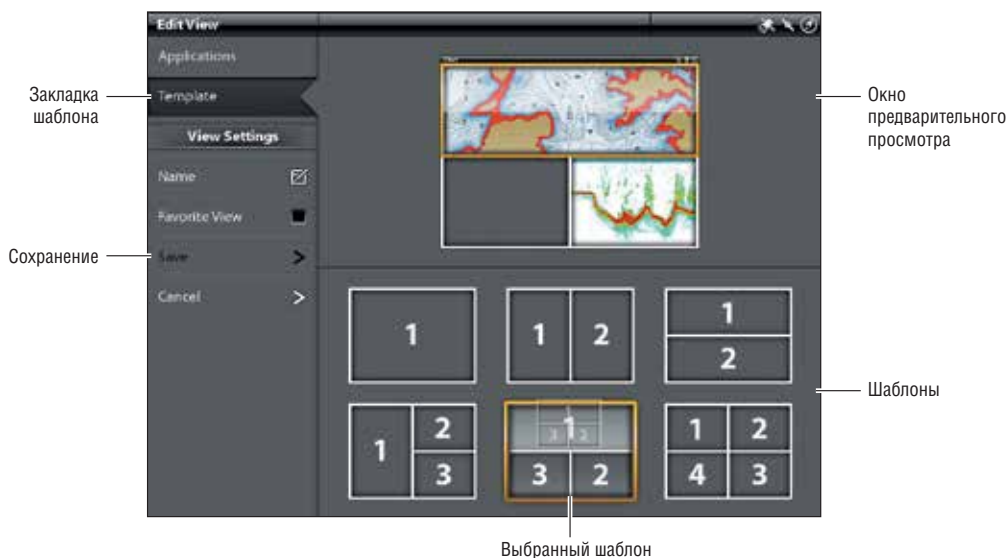 Edit View
Applications
Template
View Settings
Name
Favorite View
Save
Cancel
Закладка
шаблона
Сохранение
Окно
предварительного
просмотра
Шаблоны
1
1 2
1
2
1 2
3
1
3 2
1 2
4 3
Выбранный шаблон